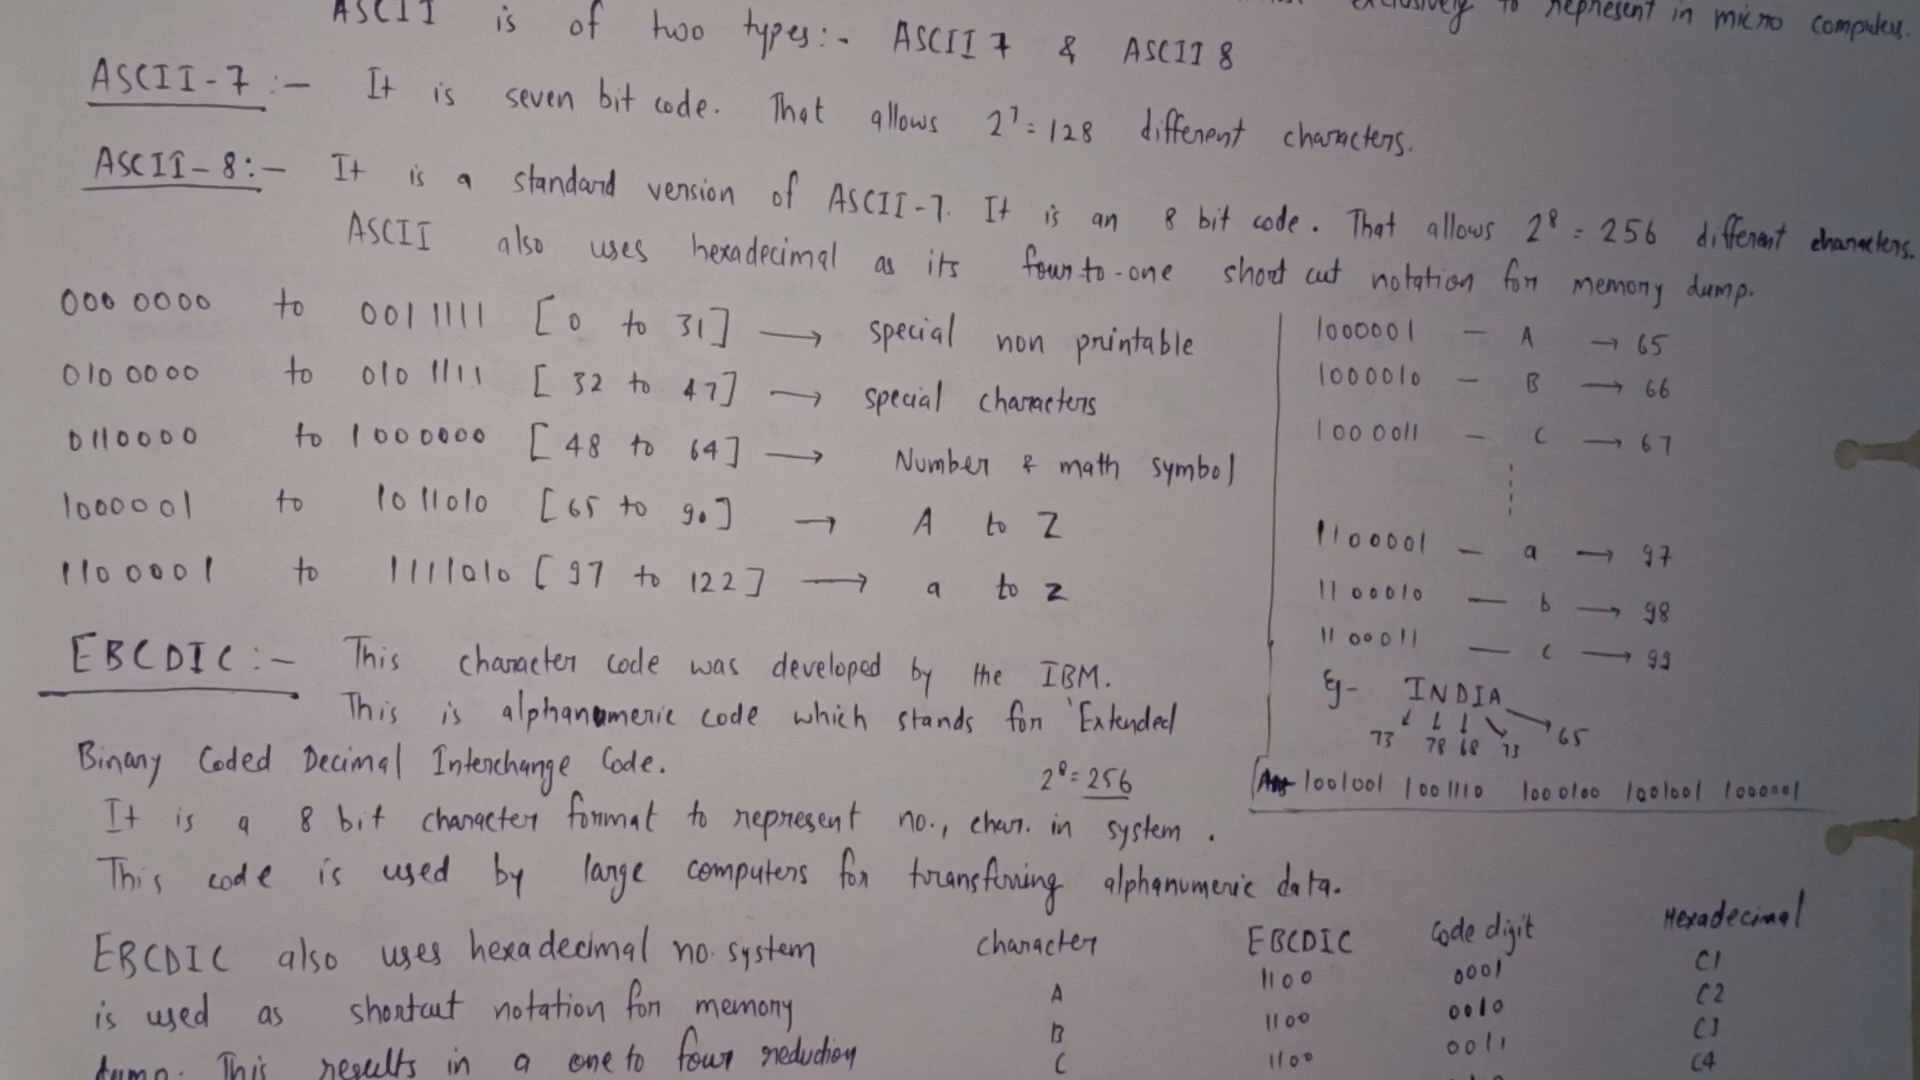 exclusively to represent in micro computer.
ASCII is of two types:- ASCII 7 & ASCII 8
ASCII-7:- It is seven bit code. That allows 2⁷=128 different characters.
ASCII-8:- It is a standard version of ASCII-7. It is an 8 bit code. That allows 2⁸=256 different characters.
ASCII also uses hexadecimal as its four-to-one short cut notation for memory dump.
000 0000 to 001 1111 [0 to 31] → special non printable
010 0000 to 010 1111 [32 to 47] → special characters
0110000 to 1000000 [48 to 64] → Number & math symbol
1000001 to 1011010 [65 to 90] → A to Z
1100001 to 1111010 [97 to 122] → a to z
1000001 – A → 65
1000010 – B → 66
1000011 – C → 67
1100001 – a → 97
1100010 – b → 98
1100011 – c → 99
Eg- INDIA
73 78 68 73 65
Ans 1001001 1001110 1000100 1001001 1000001
EBCDIC:- This character code was developed by the IBM.
This is alphanumeric code which stands for 'Extended
Binary Coded Decimal Interchange Code.
2⁸=256
It is a 8 bit character format to represent no., char. in system.
This code is used by large computers for transferring alphanumeric data.
EBCDIC also uses hexadecimal no. system
is used as shortcut notation for memory
dump. This results in a one to four reduction
character EBCDIC Code digit Hexadecimal
A 1100 0001 C1
B 1100 0010 C2
C 1100 0011 C3
C4